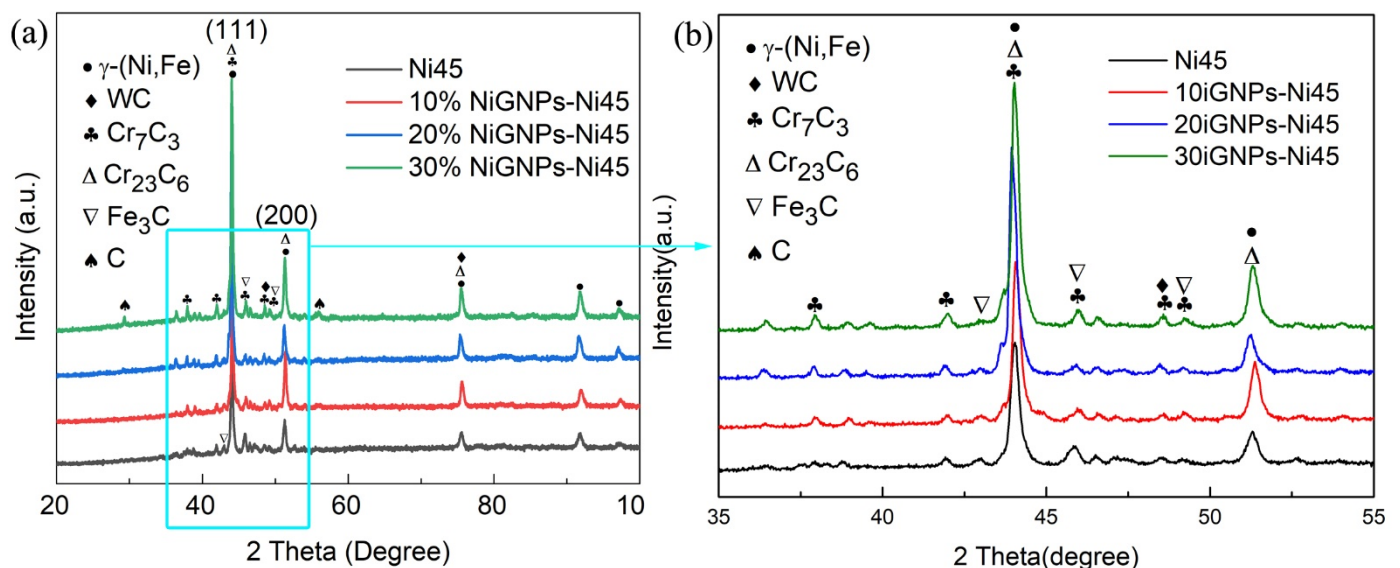 (a)
(111)
Δ
♣
●
● γ-(Ni,Fe)
♦ WC
♣ Cr₇C₃
Δ Cr₂₃C₆
∇ Fe₃C
♠ C
Ni45
10% NiGNPs-Ni45
20% NiGNPs-Ni45
30% NiGNPs-Ni45
(200)
Intensity (a.u.)
20 40 60 80 10
2 Theta (Degree)
(b)
● γ-(Ni,Fe)
♦ WC
♣ Cr₇C₃
Δ Cr₂₃C₆
∇ Fe₃C
♠ C
Ni45
10iGNPs-Ni45
20iGNPs-Ni45
30iGNPs-Ni45
Intensity(a.u.)
35 40 45 50 55
2 Theta(degree)